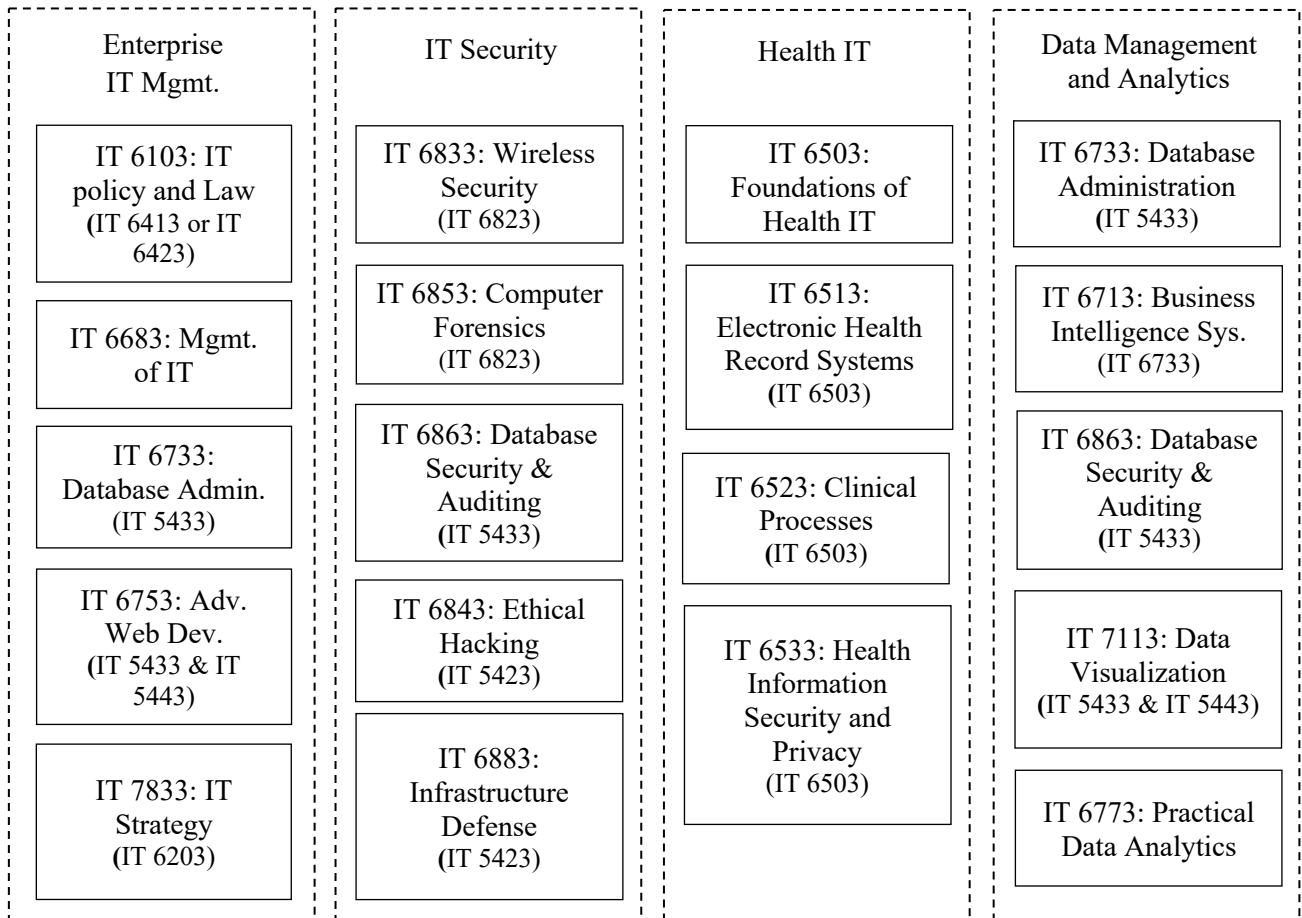 Enterprise
IT Mgmt.
IT 6103: IT
policy and Law
(IT 6413 or IT
6423)
IT 6683: Mgmt.
of IT
IT 6733:
Database Admin.
(IT 5433)
IT 6753: Adv.
Web Dev.
(IT 5433 & IT
5443)
IT 7833: IT
Strategy
(IT 6203)
IT Security
IT 6833: Wireless
Security
(IT 6823)
IT 6853: Computer
Forensics
(IT 6823)
IT 6863: Database
Security &
Auditing
(IT 5433)
IT 6843: Ethical
Hacking
(IT 5423)
IT 6883:
Infrastructure
Defense
(IT 5423)
Health IT
IT 6503:
Foundations of
Health IT
IT 6513:
Electronic Health
Record Systems
(IT 6503)
IT 6523: Clinical
Processes
(IT 6503)
IT 6533: Health
Information
Security and
Privacy
(IT 6503)
Data Management
and Analytics
IT 6733: Database
Administration
(IT 5433)
IT 6713: Business
Intelligence Sys.
(IT 6733)
IT 6863: Database
Security &
Auditing
(IT 5433)
IT 7113: Data
Visualization
(IT 5433 & IT 5443)
IT 6773: Practical
Data Analytics